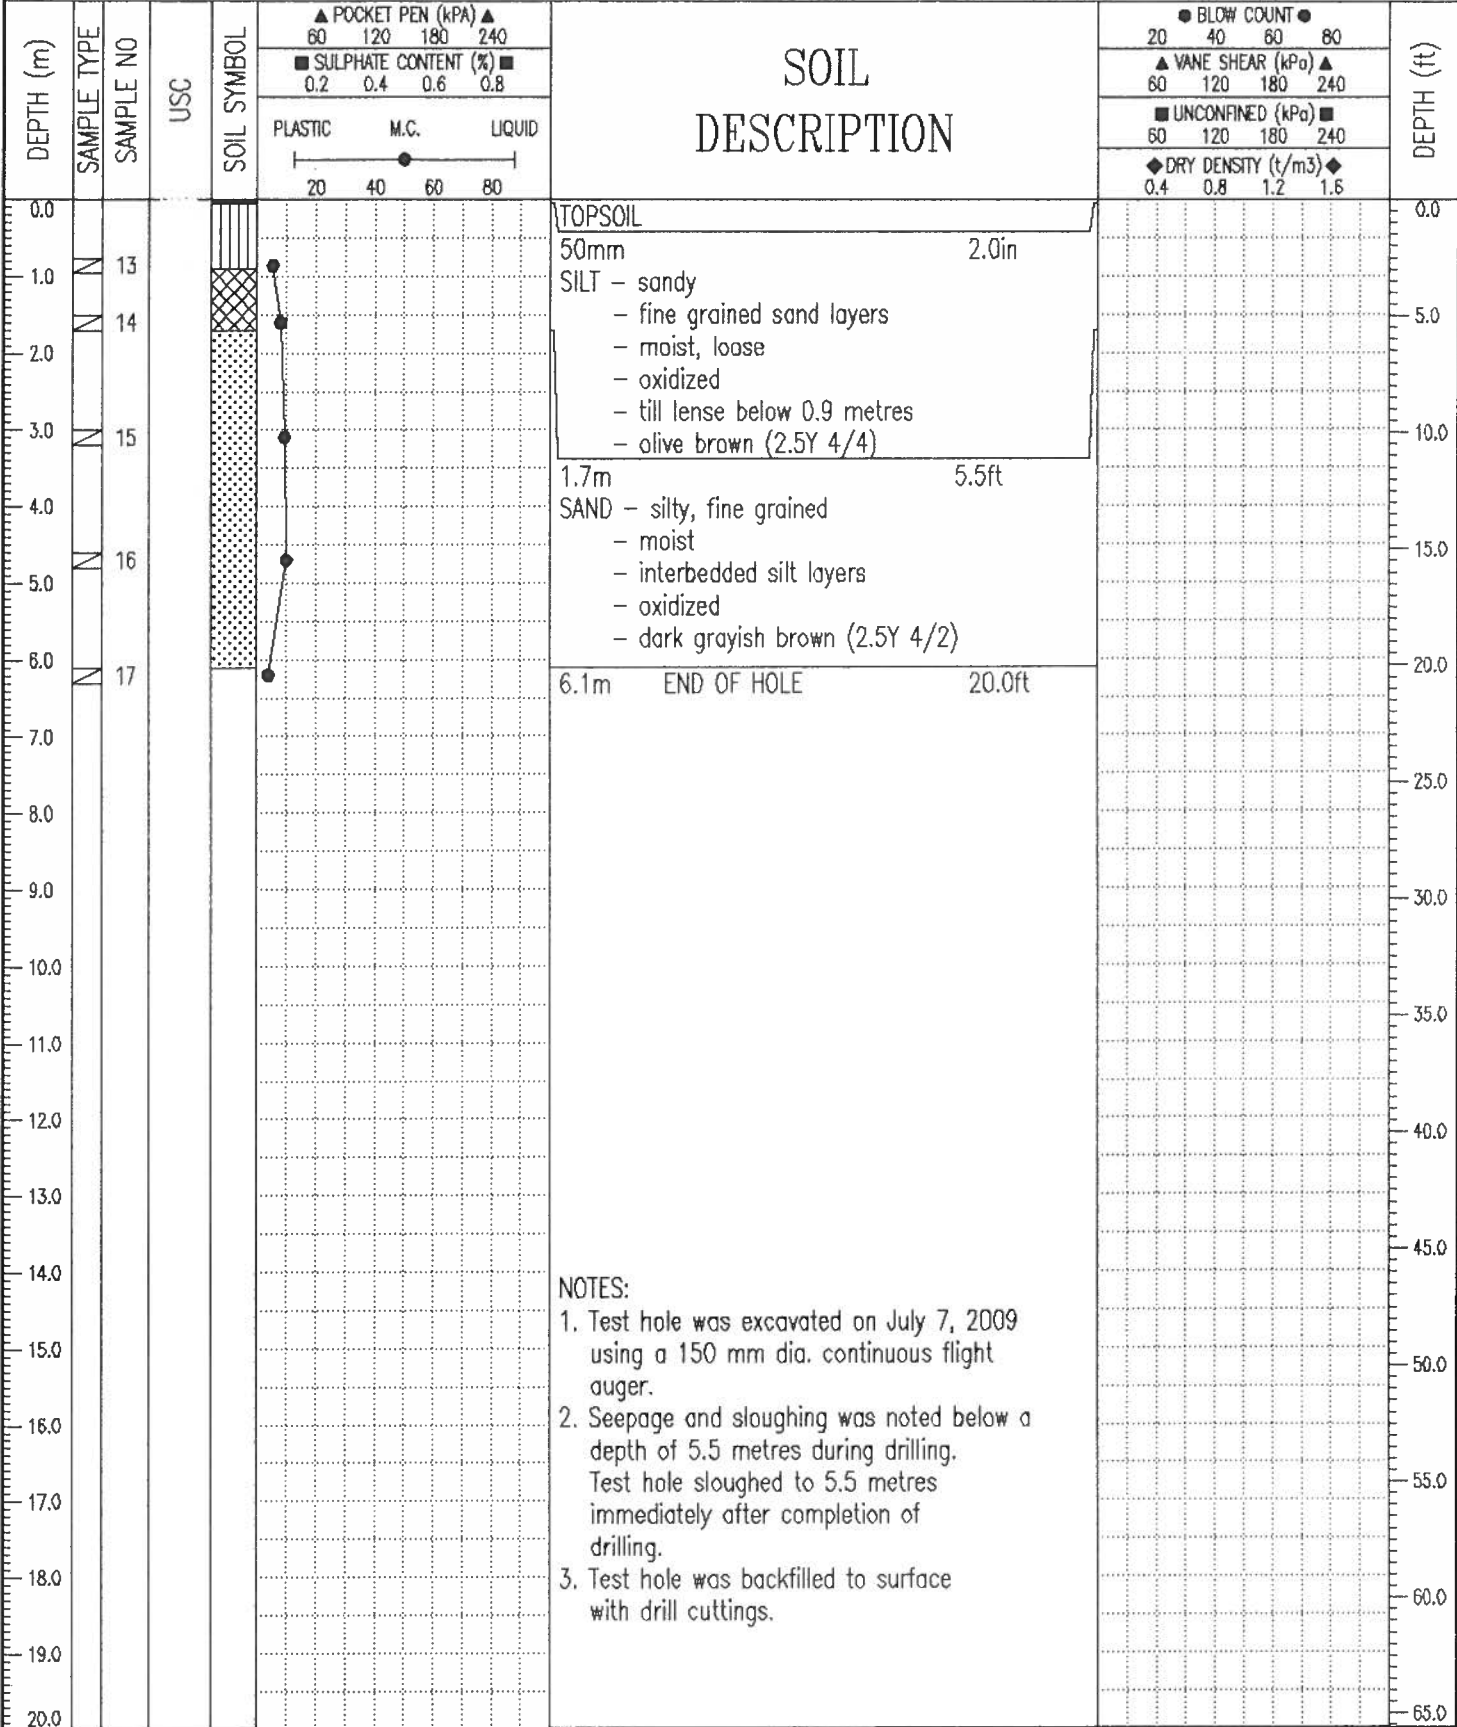 DEPTH (m)
SAMPLE TYPE
SAMPLE NO
USC
SOIL SYMBOL
▲ POCKET PEN (kPA) ▲
60 120 180 240
■ SULPHATE CONTENT (%) ■
0.2 0.4 0.6 0.8
PLASTIC M.C. LIQUID
20 40 60 80
SOIL
DESCRIPTION
● BLOW COUNT ●
20 40 60 80
▲ VANE SHEAR (kPa) ▲
60 120 180 240
■ UNCONFINED (kPa) ■
60 120 180 240
◆ DRY DENSITY (t/m3) ◆
0.4 0.8 1.2 1.6
DEPTH (ft)
0.0
1.0
2.0
3.0
4.0
5.0
6.0
7.0
8.0
9.0
10.0
11.0
12.0
13.0
14.0
15.0
16.0
17.0
18.0
19.0
20.0
13
14
15
16
17
TOPSOIL
50mm 2.0in
SILT – sandy
– fine grained sand layers
– moist, loose
– oxidized
– till lense below 0.9 metres
– olive brown (2.5Y 4/4)
1.7m 5.5ft
SAND – silty, fine grained
– moist
– interbedded silt layers
– oxidized
– dark grayish brown (2.5Y 4/2)
6.1m END OF HOLE 20.0ft
NOTES:
1. Test hole was excavated on July 7, 2009
using a 150 mm dia. continuous flight
auger.
2. Seepage and sloughing was noted below a
depth of 5.5 metres during drilling.
Test hole sloughed to 5.5 metres
immediately after completion of
drilling.
3. Test hole was backfilled to surface
with drill cuttings.
0.0
5.0
10.0
15.0
20.0
25.0
30.0
35.0
40.0
45.0
50.0
55.0
60.0
65.0